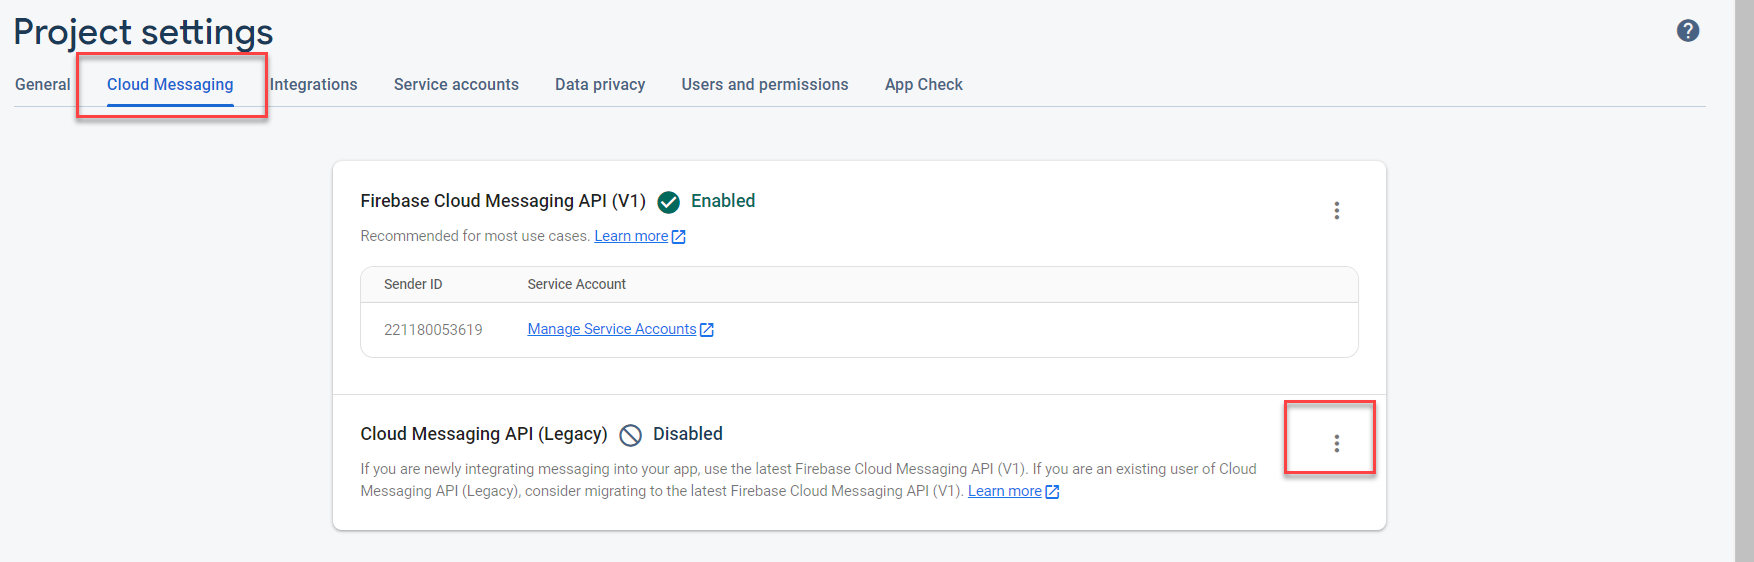 Project settings
General Cloud Messaging Integrations Service accounts Data privacy Users and permissions App Check
Firebase Cloud Messaging API (V1) Enabled
Recommended for most use cases. Learn more
Sender ID Service Account
221180053619 Manage Service Accounts
Cloud Messaging API (Legacy) Disabled
If you are newly integrating messaging into your app, use the latest Firebase Cloud Messaging API (V1). If you are an existing user of Cloud
Messaging API (Legacy), consider migrating to the latest Firebase Cloud Messaging API (V1). Learn more